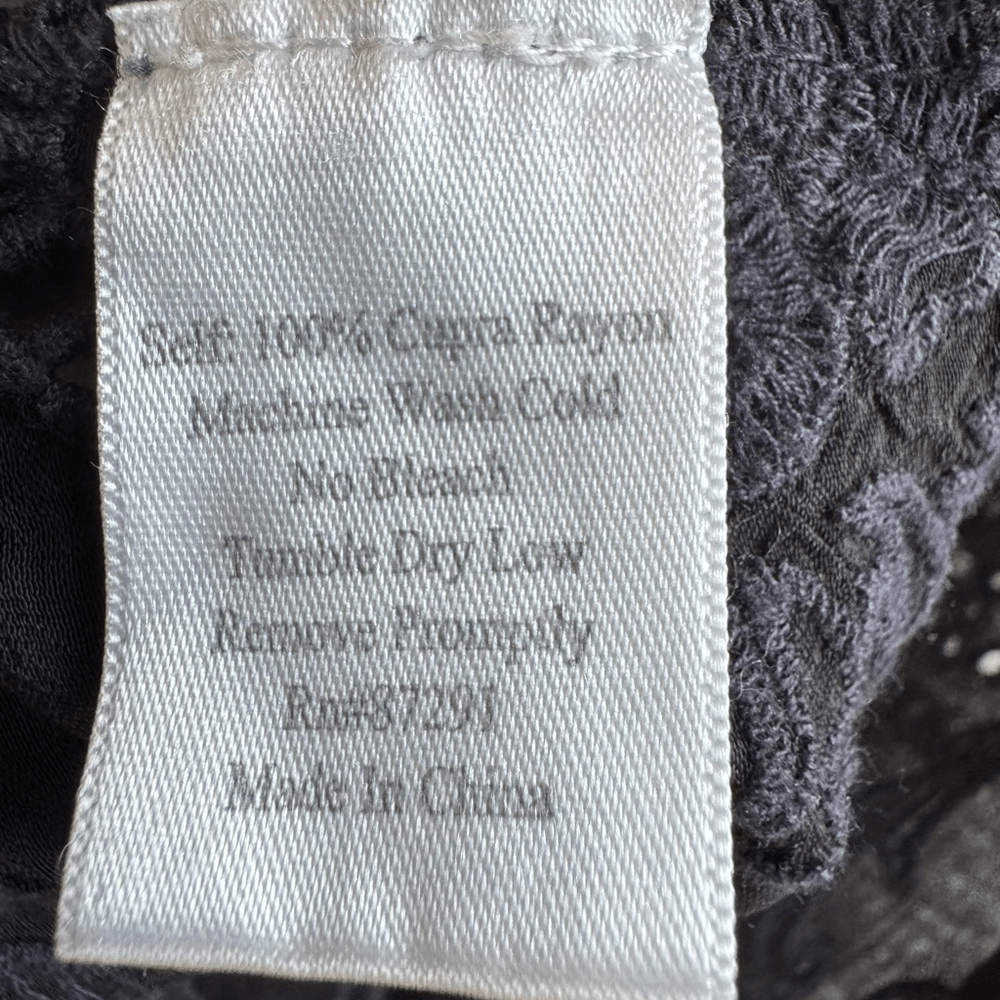 Self: 100% Cupra Rayon
Machine Wash Cold
No Bleach
Tumble Dry Low
Remove Promptly
Rn#87291
Made In China